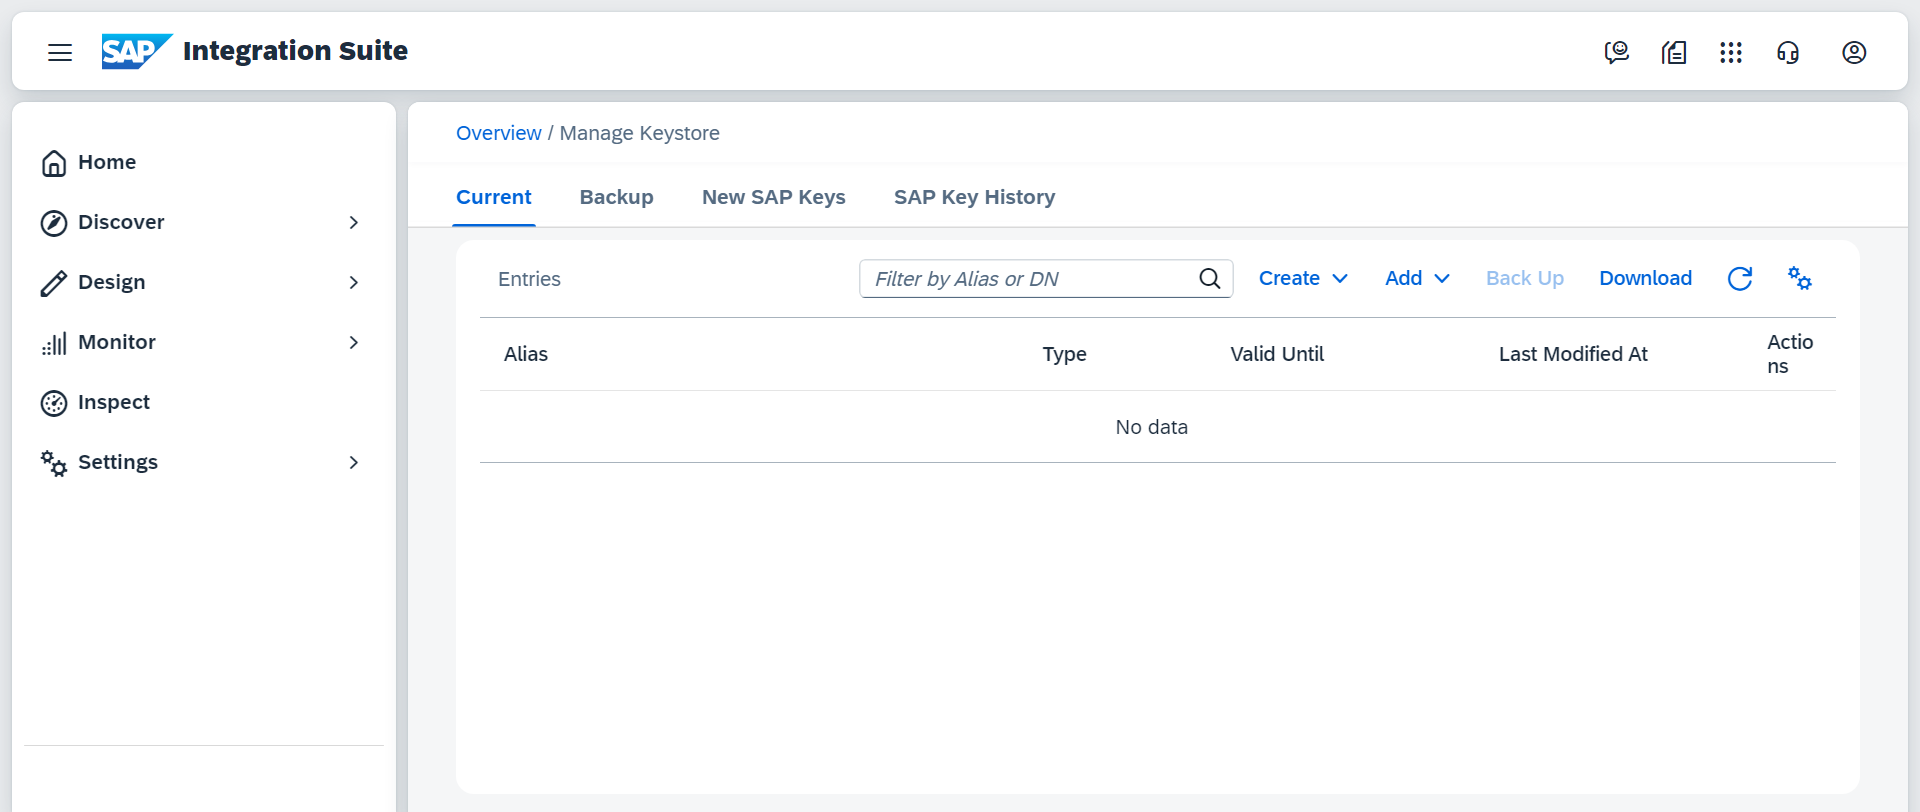 SAP Integration Suite
Home
Discover
Design
Monitor
Inspect
Settings
Overview / Manage Keystore
Current Backup New SAP Keys SAP Key History
Entries Filter by Alias or DN Create Add Back Up Download
Alias Type Valid Until Last Modified At Actio
ns
No data